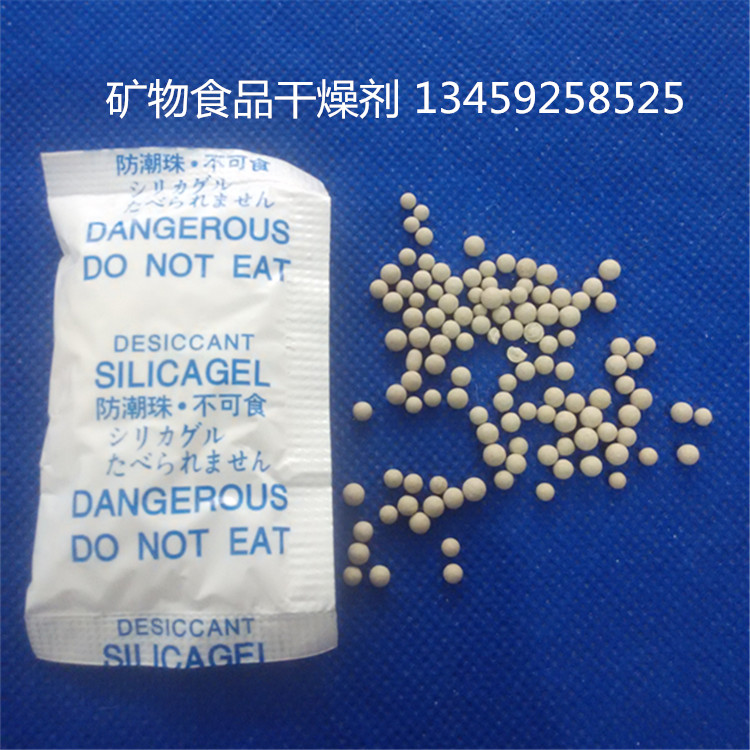 矿物食品干燥剂 13459258525
防潮珠・不可食
シリカゲル
たべられません
DANGEROUS
DO NOT EAT
DESICCANT
SILICAGEL
防潮珠・不可食
シリカゲル
たべられません
DANGEROUS
DO NOT EAT
DESICCANT
SILICAGEL